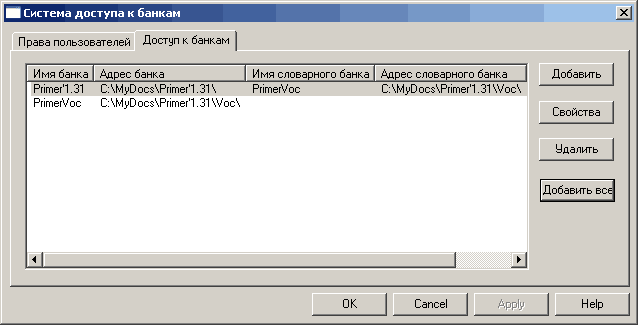 Система доступа к банкам
Права пользователей Доступ к банкам
Имя банка Адрес банка Имя словарного банка Адрес словарного банка
Primer'1.31 C:\MyDocs\Primer'1.31\ PrimerVoc C:\MyDocs\Primer'1.31\Voc\
PrimerVoc C:\MyDocs\Primer'1.31\Voc\
Добавить
Свойства
Удалить
Добавить все
OK Cancel Apply Help